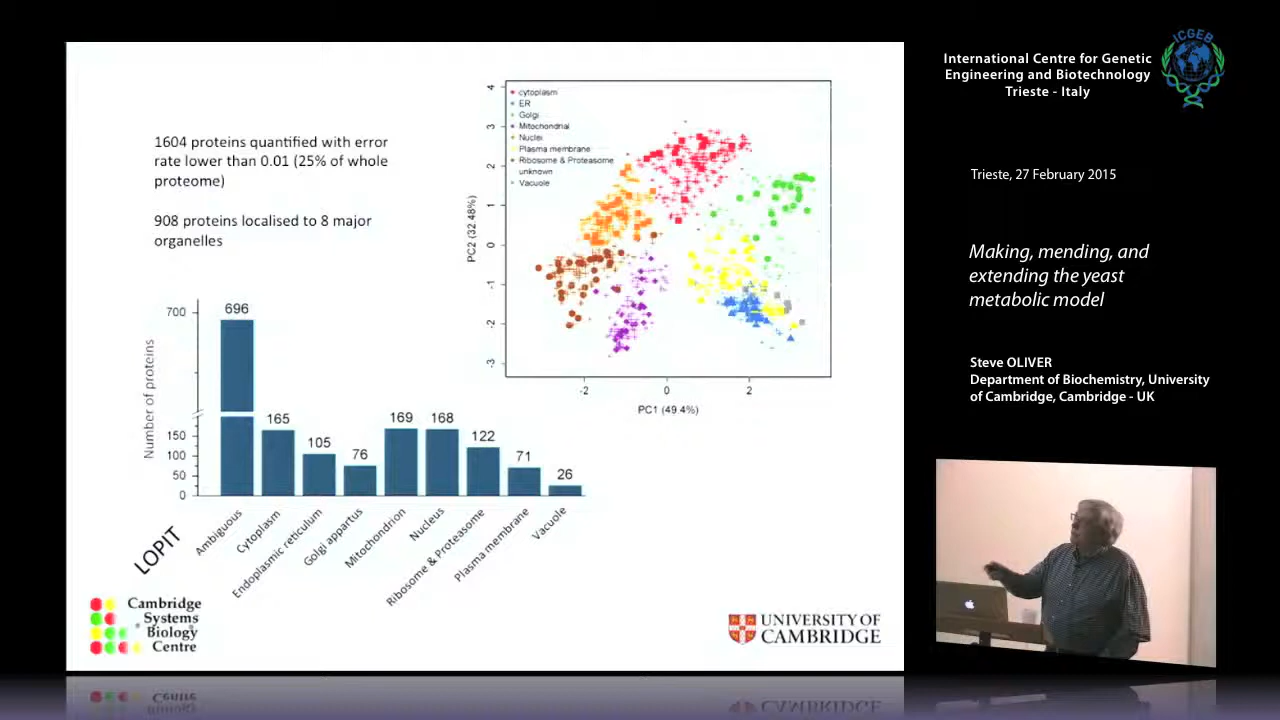 1604 proteins quantified with error
rate lower than 0.01 (25% of whole
proteome)
908 proteins localised to 8 major
organelles
cytoplasm
ER
Golgi
Mitochondrial
Nuclei
Plasma membrane
Ribosome & Proteasome
unknown
Vacuole
4
3
2
1
0
-1
-2
-3
PC2 (32.48%)
-2
0
2
PC1 (49.4%)
Number of proteins
700
150
100
50
0
696
165
105
76
169
168
122
71
26
Ambiguous
Cytoplasm
Endoplasmic reticulum
Golgi appartus
Mitochondrion
Nucleus
Ribosome & Proteasome
Plasma membrane
Vacuole
LOPIT
Cambridge
Systems
Biology
Centre
UNIVERSITY OF
CAMBRIDGE
International Centre for Genetic
Engineering and Biotechnology
Trieste - Italy
ICGEB
Trieste, 27 February 2015
Making, mending, and
extending the yeast
metabolic model
Steve OLIVER
Department of Biochemistry, University
of Cambridge, Cambridge - UK